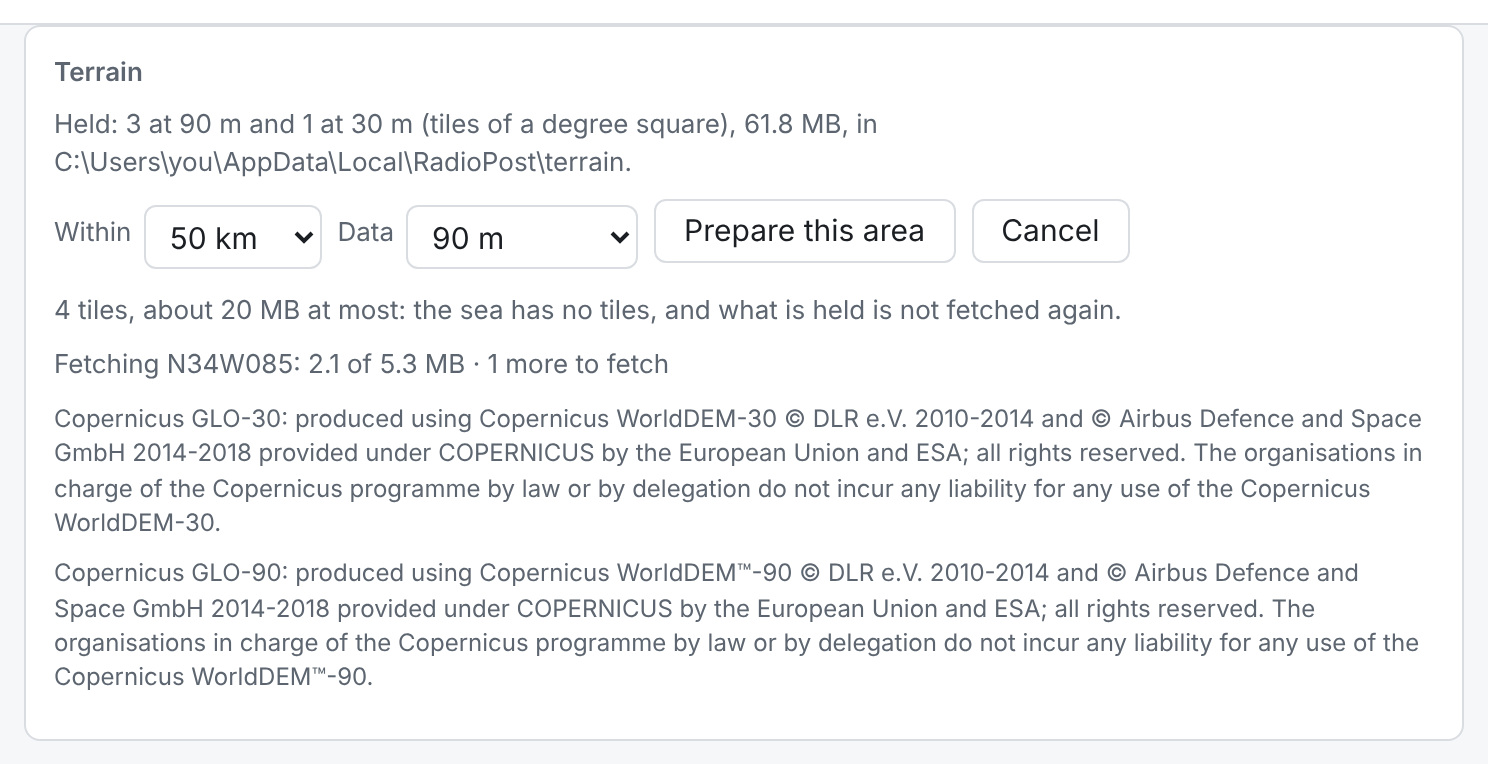 Terrain
Held: 3 at 90 m and 1 at 30 m (tiles of a degree square), 61.8 MB, in
C:\Users\you\AppData\Local\RadioPost\terrain.
Within 50 km Data 90 m Prepare this area Cancel
4 tiles, about 20 MB at most: the sea has no tiles, and what is held is not fetched again.
Fetching N34W085: 2.1 of 5.3 MB · 1 more to fetch
Copernicus GLO-30: produced using Copernicus WorldDEM-30 © DLR e.V. 2010-2014 and © Airbus Defence and Space
GmbH 2014-2018 provided under COPERNICUS by the European Union and ESA; all rights reserved. The organisations in
charge of the Copernicus programme by law or by delegation do not incur any liability for any use of the Copernicus
WorldDEM-30.
Copernicus GLO-90: produced using Copernicus WorldDEM™-90 © DLR e.V. 2010-2014 and © Airbus Defence and
Space GmbH 2014-2018 provided under COPERNICUS by the European Union and ESA; all rights reserved. The
organisations in charge of the Copernicus programme by law or by delegation do not incur any liability for any use of the
Copernicus WorldDEM™-90.